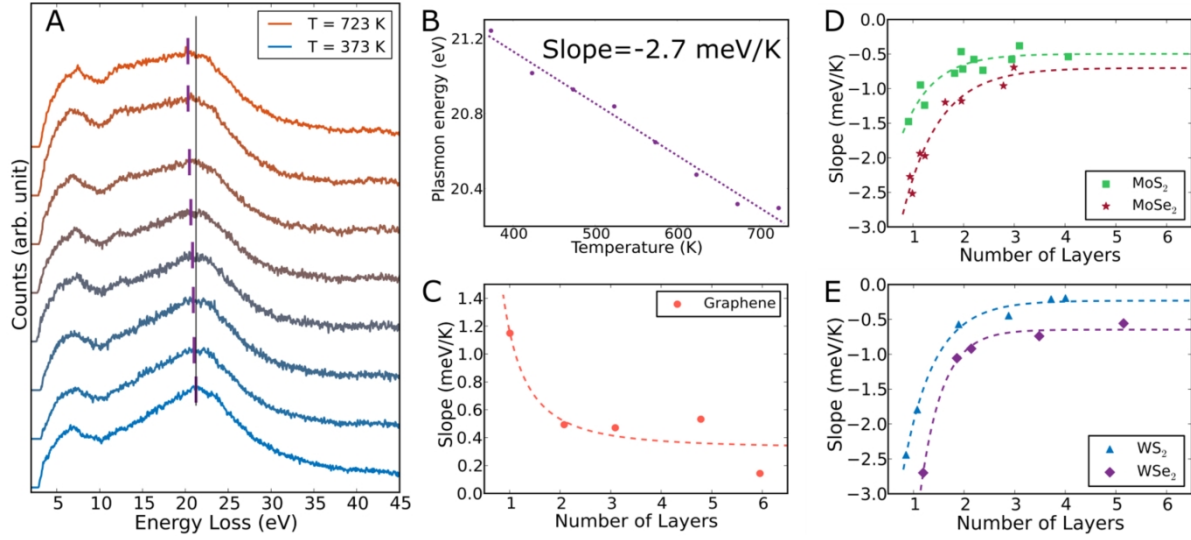 A
T = 723 K
T = 373 K
Counts (arb. unit)
5 10 15 20 25 30 35 40 45
Energy Loss (eV)
B
Slope=-2.7 meV/K
Plasmon energy (eV)
21.2
20.8
20.4
400 500 600 700
Temperature (K)
C
Graphene
Slope (meV/K)
1.4
1.2
1.0
0.8
0.6
0.4
0.2
0.0
1 2 3 4 5 6
Number of Layers
D
Slope (meV/K)
0.0
−0.5
−1.0
−1.5
−2.0
−2.5
−3.0
MoS₂
MoSe₂
1 2 3 4 5 6
Number of Layers
E
Slope (meV/K)
0.0
−0.5
−1.0
−1.5
−2.0
−2.5
−3.0
WS₂
WSe₂
1 2 3 4 5 6
Number of Layers